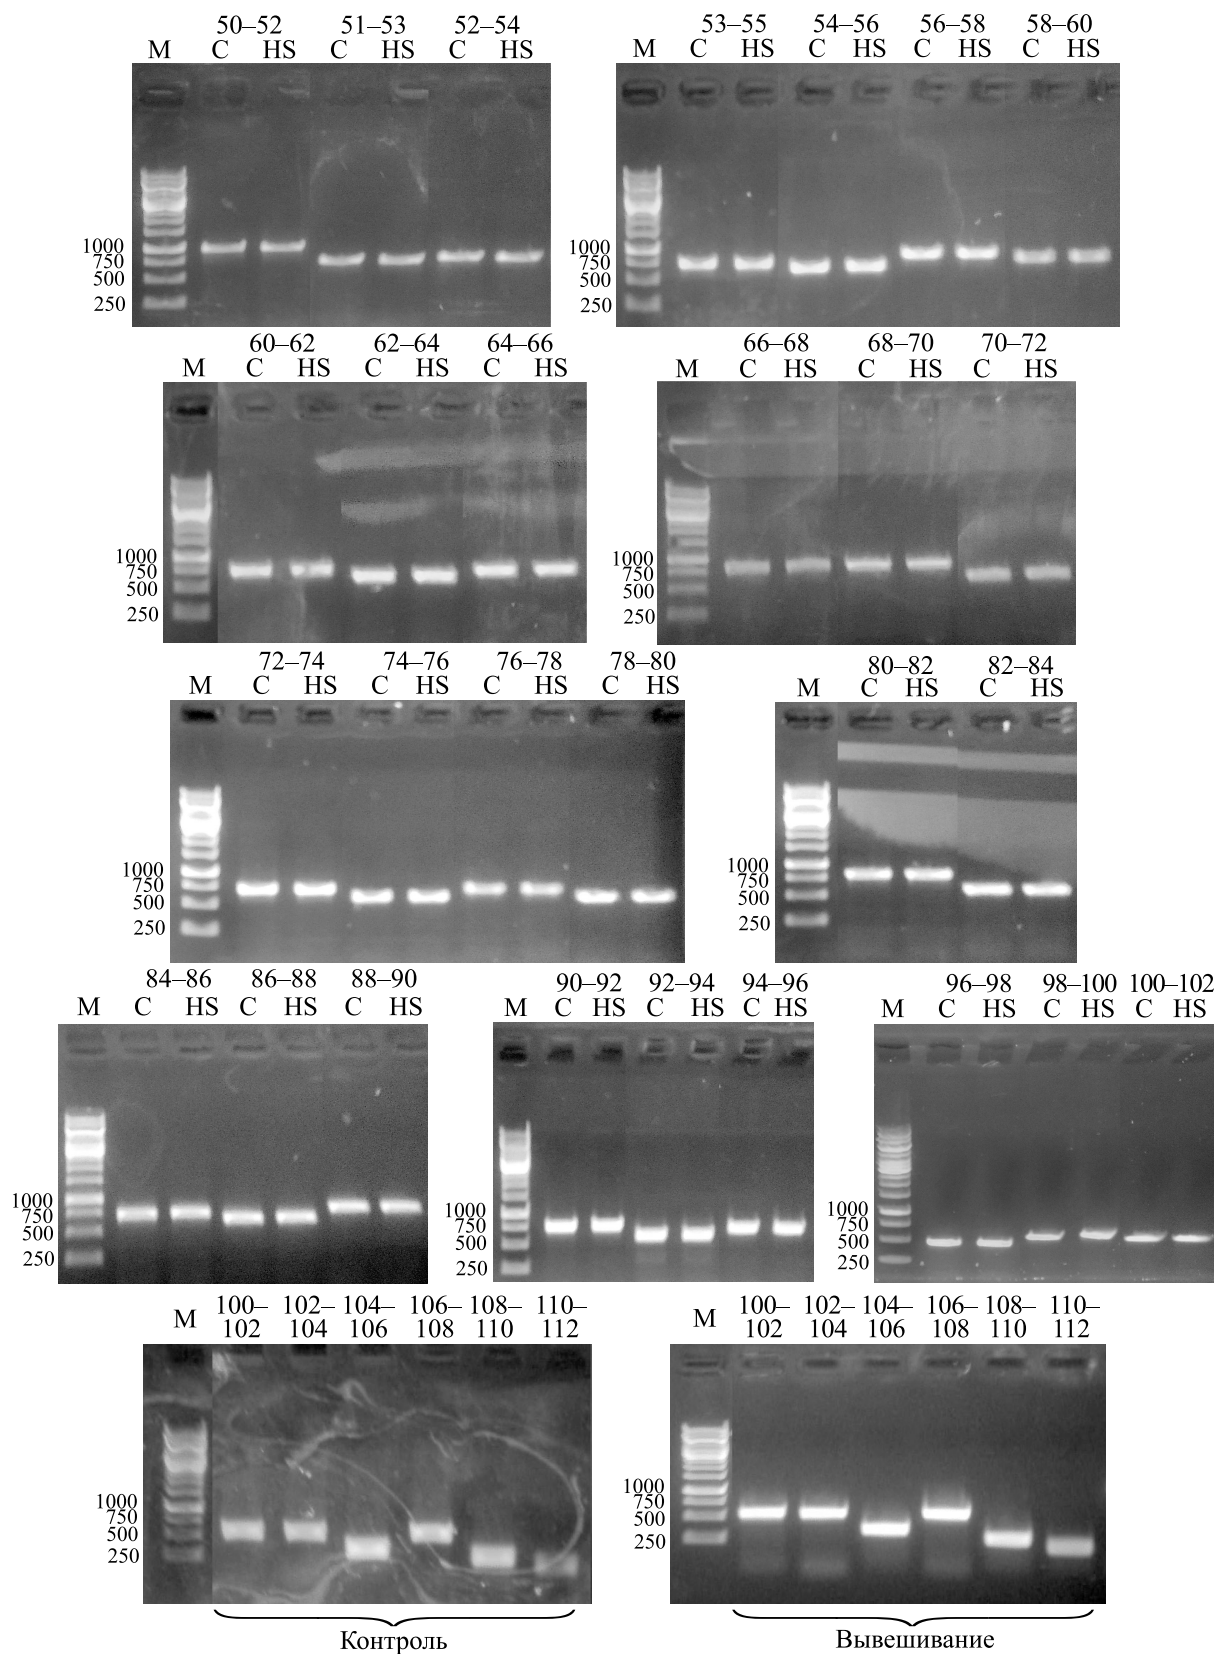 50–52 51–53 52–54
M C HS C HS C HS
1000
750
500
250
53–55 54–56 56–58 58–60
M C HS C HS C HS C HS
1000
750
500
250
60–62 62–64 64–66
M C HS C HS C HS
1000
750
500
250
66–68 68–70 70–72
M C HS C HS C HS
1000
750
500
250
72–74 74–76 76–78 78–80
M C HS C HS C HS C HS
1000
750
500
250
80–82 82–84
M C HS C HS
1000
750
500
250
84–86 86–88 88–90
M C HS C HS C HS
1000
750
500
250
90–92 92–94 94–96
M C HS C HS C HS
1000
750
500
250
96–98 98–100 100–102
M C HS C HS C HS
1000
750
500
250
M 100– 102– 104– 106– 108– 110–
102 104 106 108 110 112
1000
750
500
250
Контроль
M 100– 102– 104– 106– 108– 110–
102 104 106 108 110 112
1000
750
500
250
Вывешивание